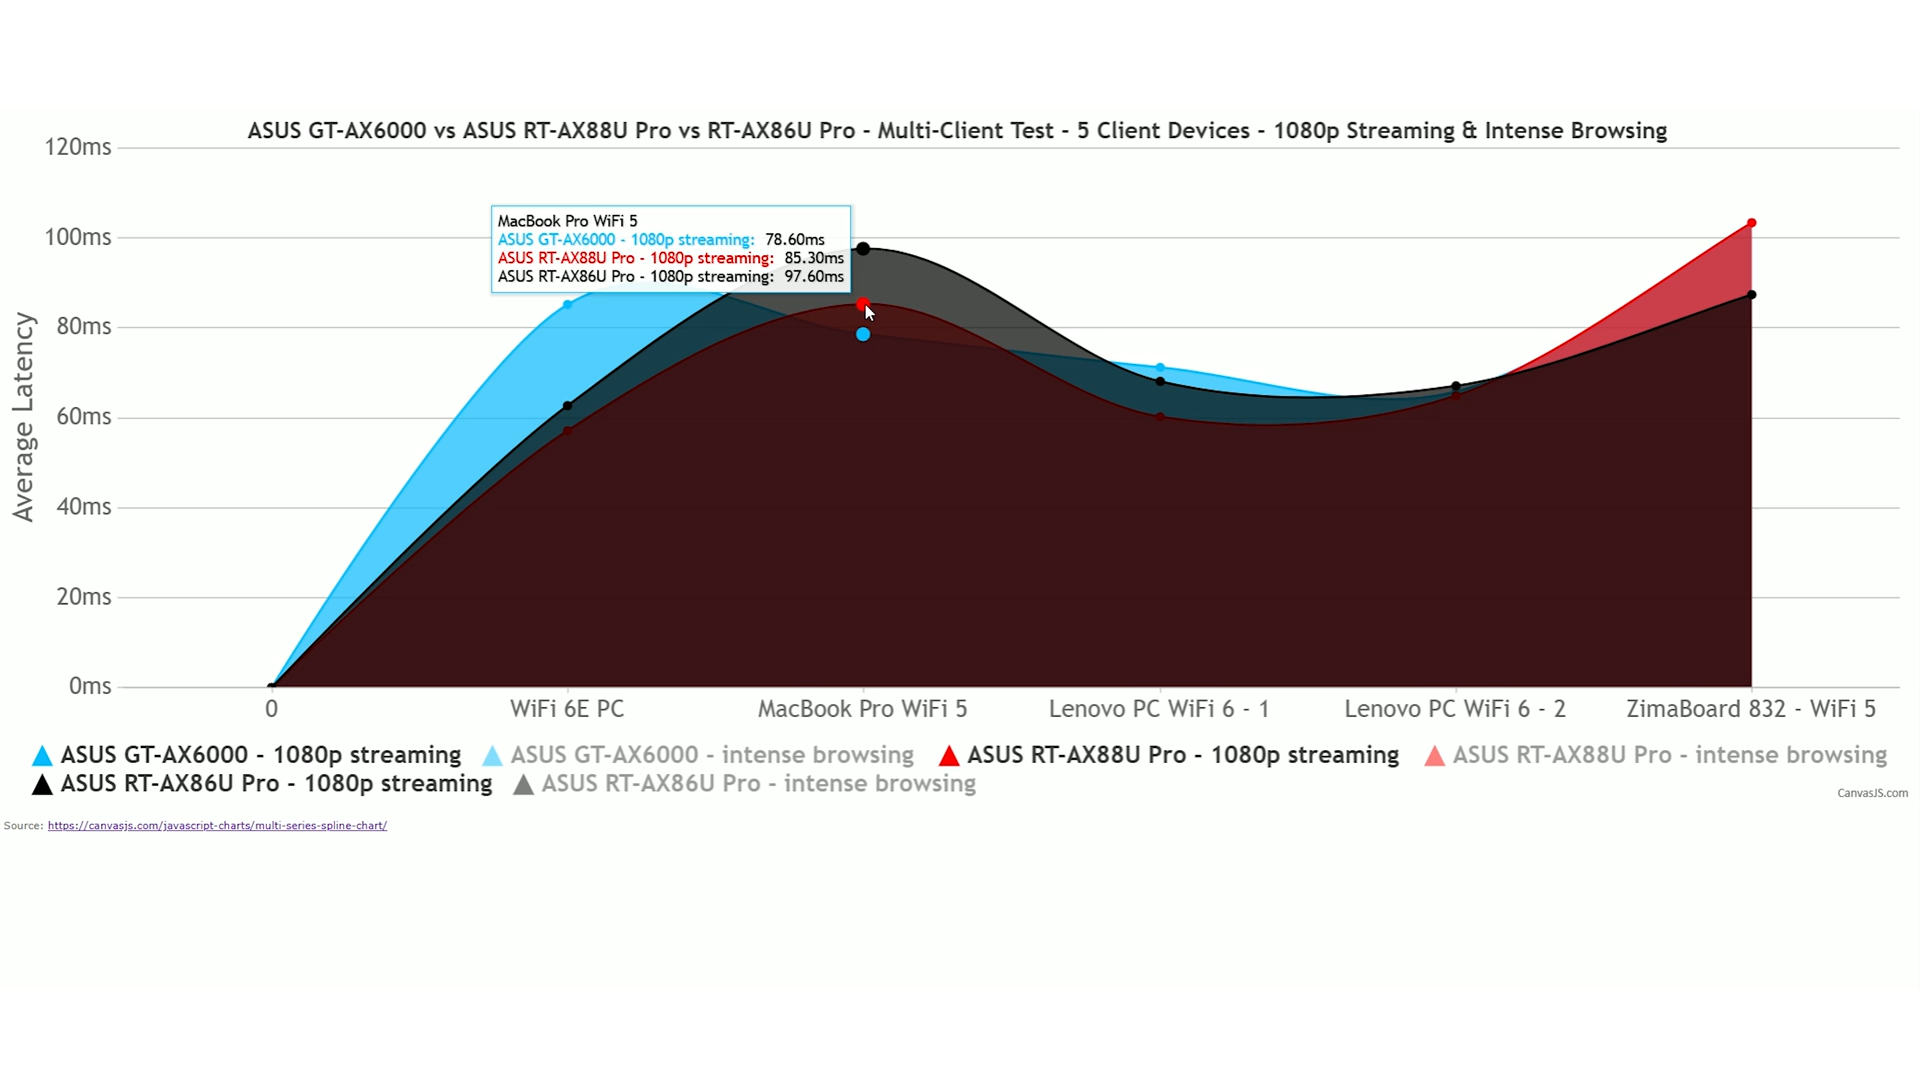 ASUS GT-AX6000 vs ASUS RT-AX88U Pro vs RT-AX86U Pro - Multi-Client Test - 5 Client Devices - 1080p Streaming & Intense Browsing
120ms
100ms
80ms
60ms
40ms
20ms
0ms
Average Latency
MacBook Pro WiFi 5
ASUS GT-AX6000 - 1080p streaming: 78.60ms
ASUS RT-AX88U Pro - 1080p streaming: 85.30ms
ASUS RT-AX86U Pro - 1080p streaming: 97.60ms
0 WiFi 6E PC MacBook Pro WiFi 5 Lenovo PC WiFi 6 - 1 Lenovo PC WiFi 6 - 2 ZimaBoard 832 - WiFi 5
ASUS GT-AX6000 - 1080p streaming ASUS GT-AX6000 - intense browsing ASUS RT-AX88U Pro - 1080p streaming ASUS RT-AX88U Pro - intense browsing
ASUS RT-AX86U Pro - 1080p streaming ASUS RT-AX86U Pro - intense browsing
CanvasJS.com
Source: https://canvasjs.com/javascript-charts/multi-series-spline-chart/